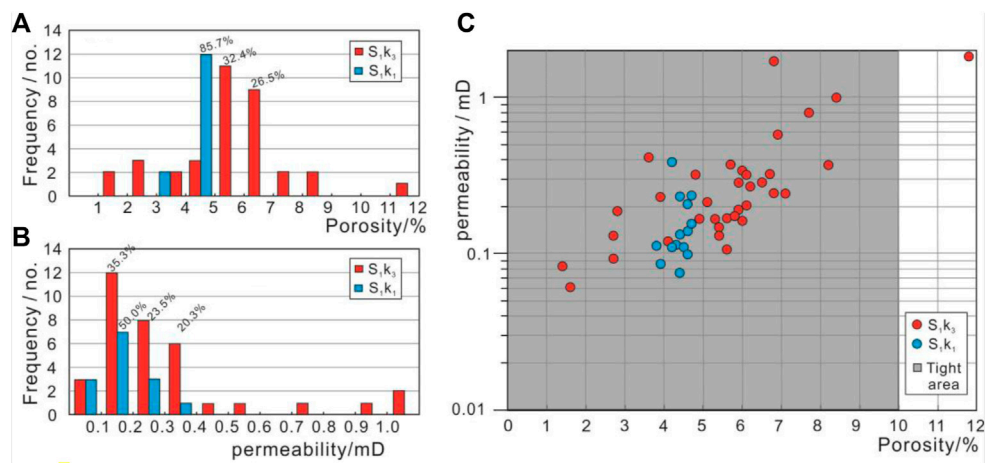 A
Frequency / no.
14
12
10
8
6
4
2
0
85.7%
32.4%
26.5%
S₁k₃
S₁k₁
1 2 3 4 5 6 7 8 9 10 11 12
Porosity/%
B
Frequency / no.
14
12
10
8
6
4
2
0
35.3%
50.0%
23.5%
20.3%
S₁k₃
S₁k₁
0.1 0.2 0.3 0.4 0.5 0.6 0.7 0.8 0.9 1.0
permeability/mD
C
permeability / mD
1
0.1
0.01
S₁k₃
S₁k₁
Tight
area
0 1 2 3 4 5 6 7 8 9 10 11 12
Porosity/%